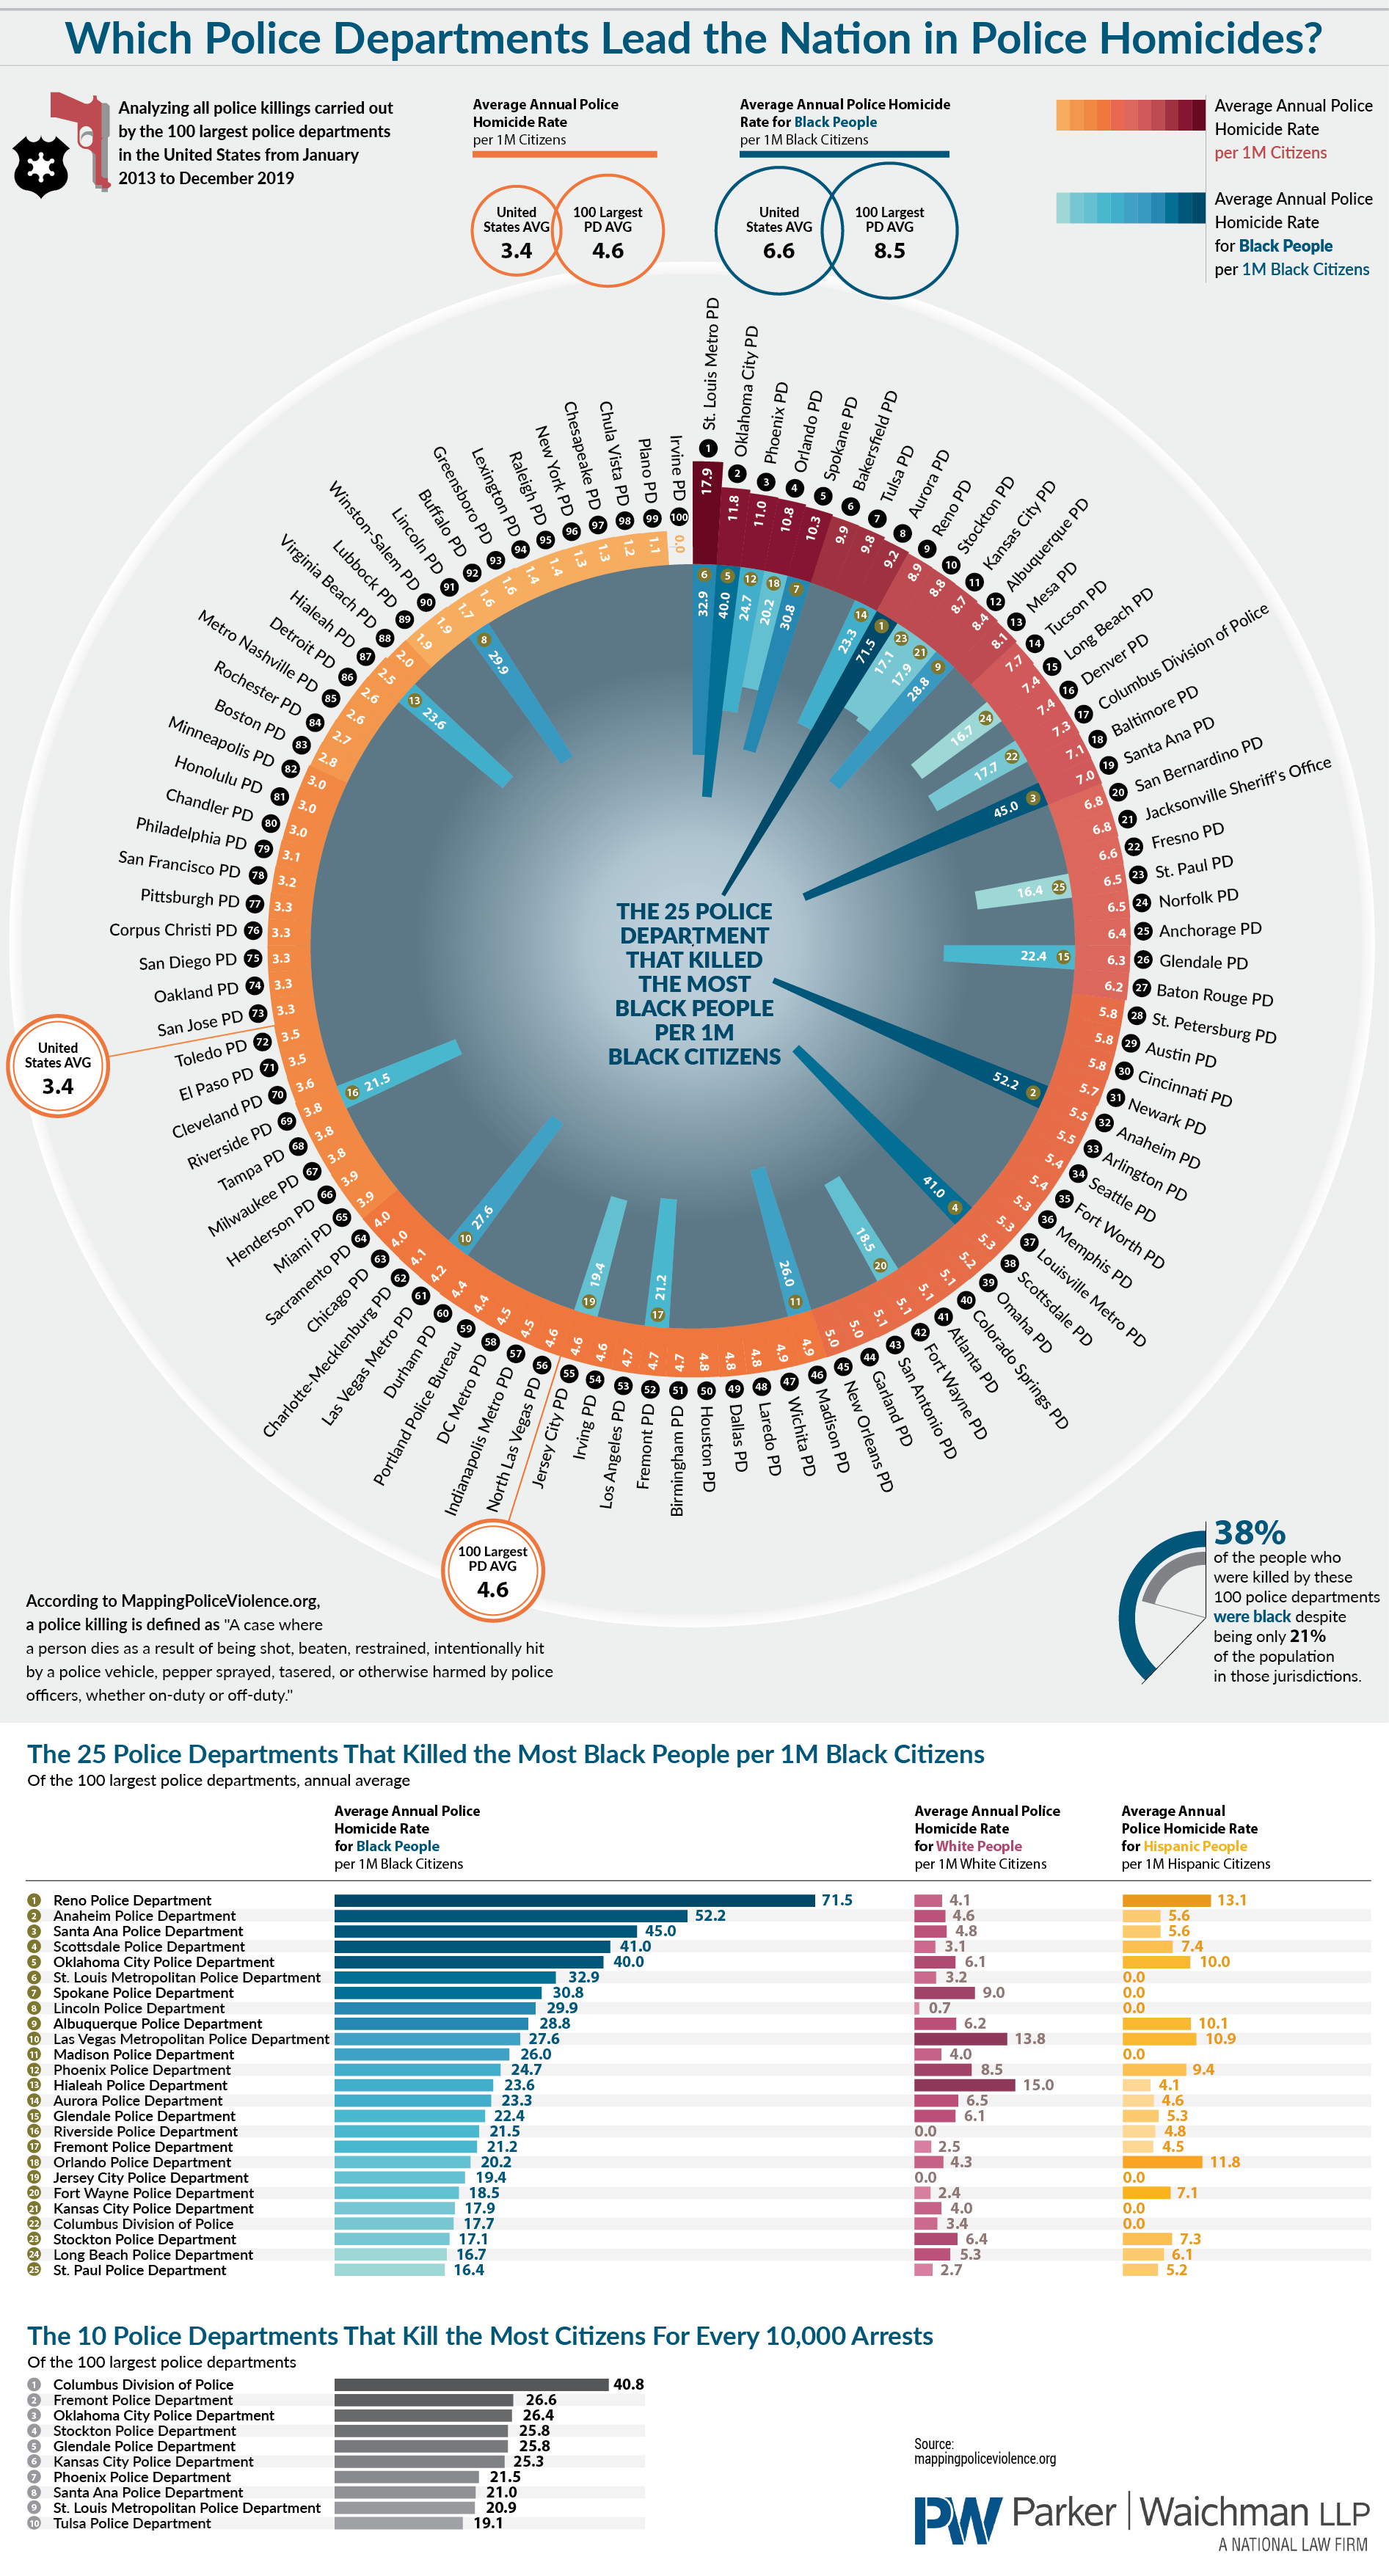 Which Police Departments Lead the Nation in Police Homicides?
Analyzing all police killings carried out
by the 100 largest police departments
in the United States from January
2013 to December 2019
Average Annual Police
Homicide Rate
per 1M Citizens
United
States AVG
3.4
100 Largest
PD AVG
4.6
Average Annual Police Homicide
Rate for Black People
per 1M Black Citizens
United
States AVG
6.6
100 Largest
PD AVG
8.5
Average Annual Police
Homicide Rate
per 1M Citizens
Average Annual Police
Homicide Rate
for Black People
per 1M Black Citizens
St. Louis Metro PD 1 17.9 6 32.9
Oklahoma City PD 2 11.8 5 40.0
Phoenix PD 3 11.0 12 24.7
Orlando PD 4 10.8 18 20.2
Spokane PD 5 10.3 7 30.8
Bakersfield PD 6 9.9
Tulsa PD 7 9.8
Aurora PD 8 9.2 14 23.3
Reno PD 9 8.9 1 71.5
Stockton PD 10 8.8 23 17.1
Kansas City PD 11 8.7 21 17.9
Albuquerque PD 12 8.4 9 28.8
Mesa PD 13 8.1
Tucson PD 14 7.7
Long Beach PD 15 7.4 24 16.7
Denver PD 16 7.4
Columbus Division of Police 17 7.3 22 17.7
Baltimore PD 18 7.1
Santa Ana PD 19 7.0 3 45.0
San Bernardino PD 20 6.8
Jacksonville Sheriff's Office 21 6.8
Fresno PD 22 6.6
St. Paul PD 23 6.5 25 16.4
Norfolk PD 24 6.5
Anchorage PD 25 6.4
Glendale PD 26 6.3 15 22.4
Baton Rouge PD 27 6.2
St. Petersburg PD 28 5.8
Austin PD 29 5.8
Cincinnati PD 30 5.8
Newark PD 31 5.7
Anaheim PD 32 5.5 2 52.2
Arlington PD 33 5.5
Seattle PD 34 5.4
Fort Worth PD 35 5.4
Memphis PD 36 5.3
Louisville Metro PD 37 5.3
Scottsdale PD 38 5.3 4 41.0
Omaha PD 39 5.2
Colorado Springs PD 40 5.1
Atlanta PD 41 5.1
Fort Wayne PD 42 5.1 20 18.5
San Antonio PD 43 5.1
Garland PD 44 5.0
New Orleans PD 45 5.0
Madison PD 46 4.9 11 26.0
Wichita PD 47 4.9
Laredo PD 48 4.8
Dallas PD 49 4.8
Houston PD 50 4.8
Birmingham PD 51 4.7
Fremont PD 52 4.7 17 21.2
Los Angeles PD 53 4.7
Irving PD 54 4.6
Jersey City PD 55 4.6 19 19.4
North Las Vegas PD 56 4.6
Indianapolis Metro PD 57 4.5
DC Metro PD 58 4.5
Portland Police Bureau 59 4.4
Durham PD 60 4.4
Las Vegas Metro PD 61 4.2 10 27.6
Charlotte-Mecklenburg PD 62 4.1
Chicago PD 63 4.0
Sacramento PD 64 4.0
Miami PD 65 3.9
Henderson PD 66 3.9
Milwaukee PD 67 3.8
Tampa PD 68 3.8
Riverside PD 69 3.8 16 21.5
Cleveland PD 70 3.6
El Paso PD 71 3.5
Toledo PD 72 3.5
San Jose PD 73 3.3
Oakland PD 74 3.3
San Diego PD 75 3.3
Corpus Christi PD 76 3.3
Pittsburgh PD 77 3.3
San Francisco PD 78 3.2
Philadelphia PD 79 3.1
Chandler PD 80 3.0
Honolulu PD 81 3.0
Minneapolis PD 82 3.0
Boston PD 83 2.8
Rochester PD 84 2.7
Metro Nashville PD 85 2.6
Detroit PD 86 2.6
Hialeah PD 87 2.5 13 23.6
Virginia Beach PD 88 2.0
Lubbock PD 89 1.9
Winston-Salem PD 90 1.9
Lincoln PD 91 1.7 8 29.9
Buffalo PD 92 1.6
Greensboro PD 93 1.6
Lexington PD 94 1.4
Raleigh PD 95 1.4
New York PD 96 1.3
Chesapeake PD 97 1.3
Chula Vista PD 98 1.2
Plano PD 99 1.1
Irvine PD 100 0.0
THE 25 POLICE
DEPARTMENT
THAT KILLED
THE MOST
BLACK PEOPLE
PER 1M
BLACK CITIZENS
United
States AVG
3.4
100 Largest
PD AVG
4.6
According to MappingPoliceViolence.org,
a police killing is defined as "A case where
a person dies as a result of being shot, beaten, restrained, intentionally hit
by a police vehicle, pepper sprayed, tasered, or otherwise harmed by police
officers, whether on-duty or off-duty."
38%
of the people who
were killed by these
100 police departments
were black despite
being only 21%
of the population
in those jurisdictions.
The 25 Police Departments That Killed the Most Black People per 1M Black Citizens
Of the 100 largest police departments, annual average
Average Annual Police
Homicide Rate
for Black People
per 1M Black Citizens
Average Annual Police
Homicide Rate
for White People
per 1M White Citizens
Average Annual
Police Homicide Rate
for Hispanic People
per 1M Hispanic Citizens
1 Reno Police Department 71.5 4.1 13.1
2 Anaheim Police Department 52.2 4.6 5.6
3 Santa Ana Police Department 45.0 4.8 5.6
4 Scottsdale Police Department 41.0 3.1 7.4
5 Oklahoma City Police Department 40.0 6.1 10.0
6 St. Louis Metropolitan Police Department 32.9 3.2 0.0
7 Spokane Police Department 30.8 9.0 0.0
8 Lincoln Police Department 29.9 0.7 0.0
9 Albuquerque Police Department 28.8 6.2 10.1
10 Las Vegas Metropolitan Police Department 27.6 13.8 10.9
11 Madison Police Department 26.0 4.0 0.0
12 Phoenix Police Department 24.7 8.5 9.4
13 Hialeah Police Department 23.6 15.0 4.1
14 Aurora Police Department 23.3 6.5 4.6
15 Glendale Police Department 22.4 6.1 5.3
16 Riverside Police Department 21.5 0.0 4.8
17 Fremont Police Department 21.2 2.5 4.5
18 Orlando Police Department 20.2 4.3 11.8
19 Jersey City Police Department 19.4 0.0 0.0
20 Fort Wayne Police Department 18.5 2.4 7.1
21 Kansas City Police Department 17.9 4.0 0.0
22 Columbus Division of Police 17.7 3.4 0.0
23 Stockton Police Department 17.1 6.4 7.3
24 Long Beach Police Department 16.7 5.3 6.1
25 St. Paul Police Department 16.4 2.7 5.2
The 10 Police Departments That Kill the Most Citizens For Every 10,000 Arrests
Of the 100 largest police departments
1 Columbus Division of Police 40.8
2 Fremont Police Department 26.6
3 Oklahoma City Police Department 26.4
4 Stockton Police Department 25.8
5 Glendale Police Department 25.8
6 Kansas City Police Department 25.3
7 Phoenix Police Department 21.5
8 Santa Ana Police Department 21.0
9 St. Louis Metropolitan Police Department 20.9
10 Tulsa Police Department 19.1
Source:
mappingpoliceviolence.org
PW Parker | Waichman LLP
A NATIONAL LAW FIRM